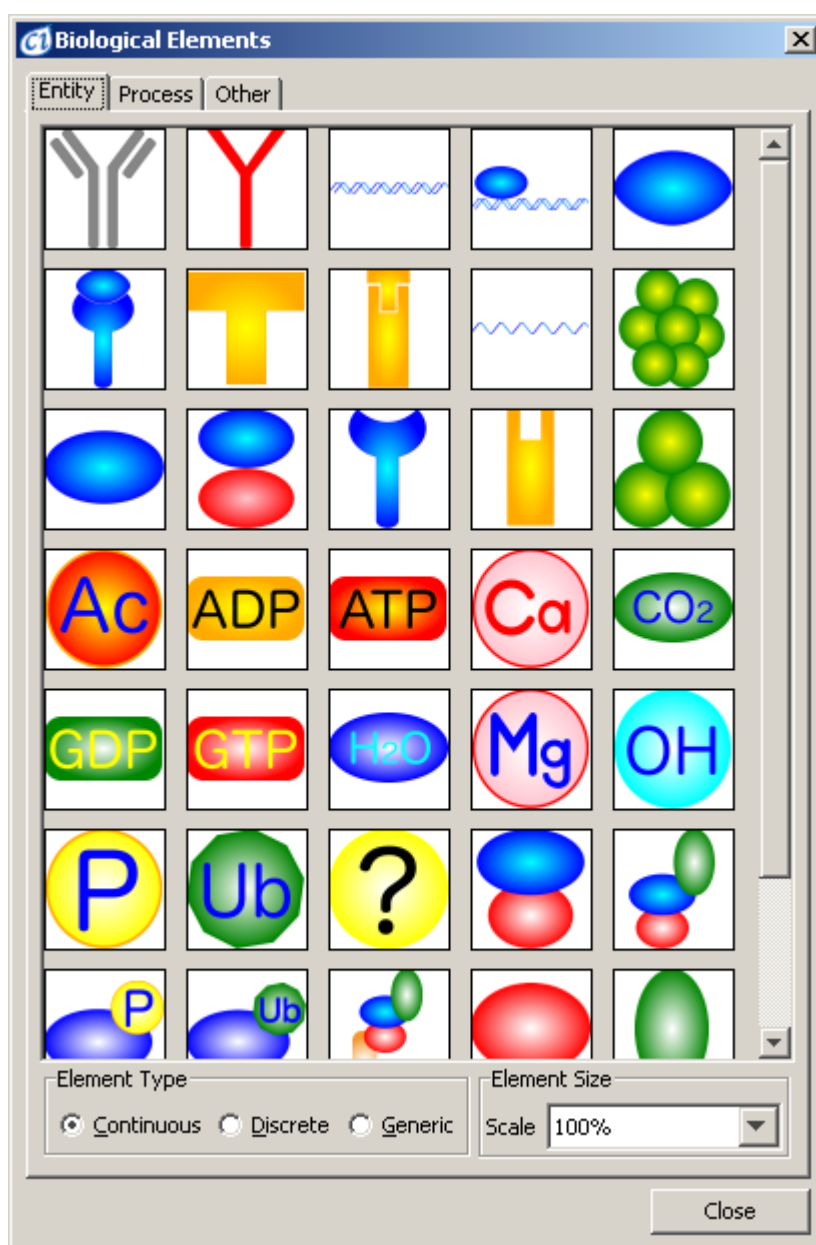 Biological Elements
Entity Process Other
Ac ADP ATP Ca CO2
GDP GTP H2O Mg OH
P Ub ?
P Ub
Element Type Element Size
Continuous Discrete Generic Scale 100%
Close